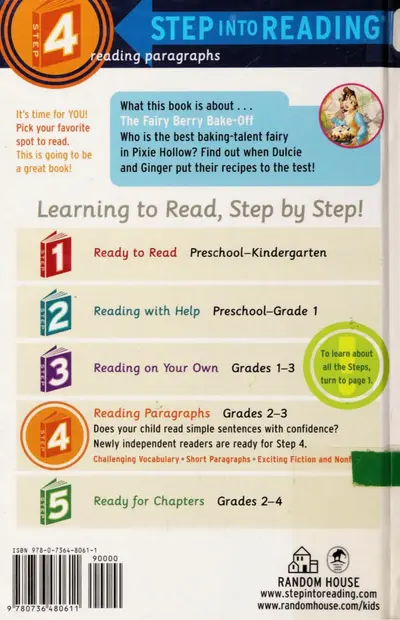 STEP
4
STEP INTO READING®
reading paragraphs
It's time for YOU!
Pick your favorite
spot to read.
This is going to be
a great book!
What this book is about . . .
The Fairy Berry Bake-Off
Who is the best baking-talent fairy
in Pixie Hollow? Find out when Dulcie
and Ginger put their recipes to the test!
Learning to Read, Step by Step!
STEP 1 Ready to Read Preschool–Kindergarten
STEP 2 Reading with Help Preschool–Grade 1
STEP 3 Reading on Your Own Grades 1–3
To learn about
all the Steps,
turn to page 1.
STEP 4 Reading Paragraphs Grades 2–3
Does your child read simple sentences with confidence?
Newly independent readers are ready for Step 4.
Challenging Vocabulary • Short Paragraphs • Exciting Fiction and Nonf
STEP 5 Ready for Chapters Grades 2–4
ISBN 978-0-7364-8061-1
90000
9 780736 480611
RANDOM HOUSE
www.stepintoreading.com
www.randomhouse.com/kids